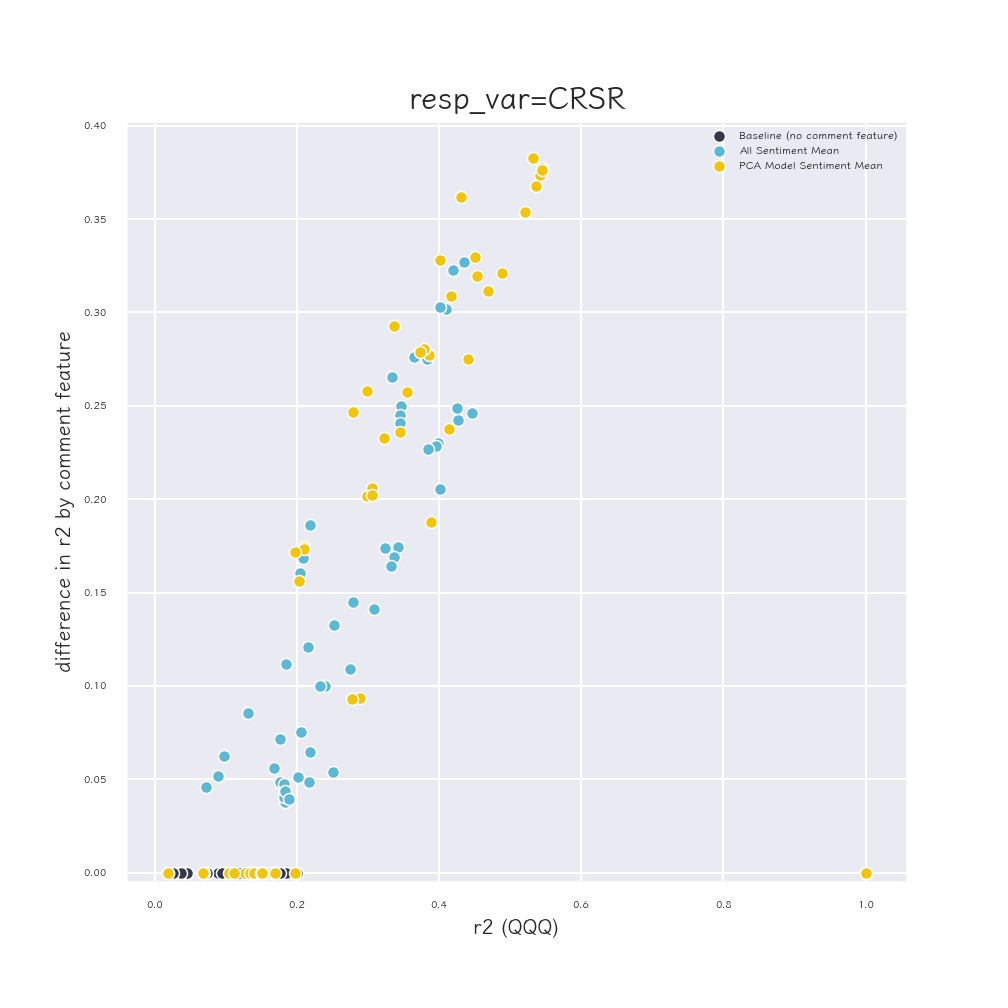 resp_var=CRSR
Baseline (no comment feature)
All Sentiment Mean
PCA Model Sentiment Mean
0.40
0.35
0.30
0.25
0.20
0.15
0.10
0.05
0.00
difference in r2 by comment feature
0.0 0.2 0.4 0.6 0.8 1.0
r2 (QQQ)